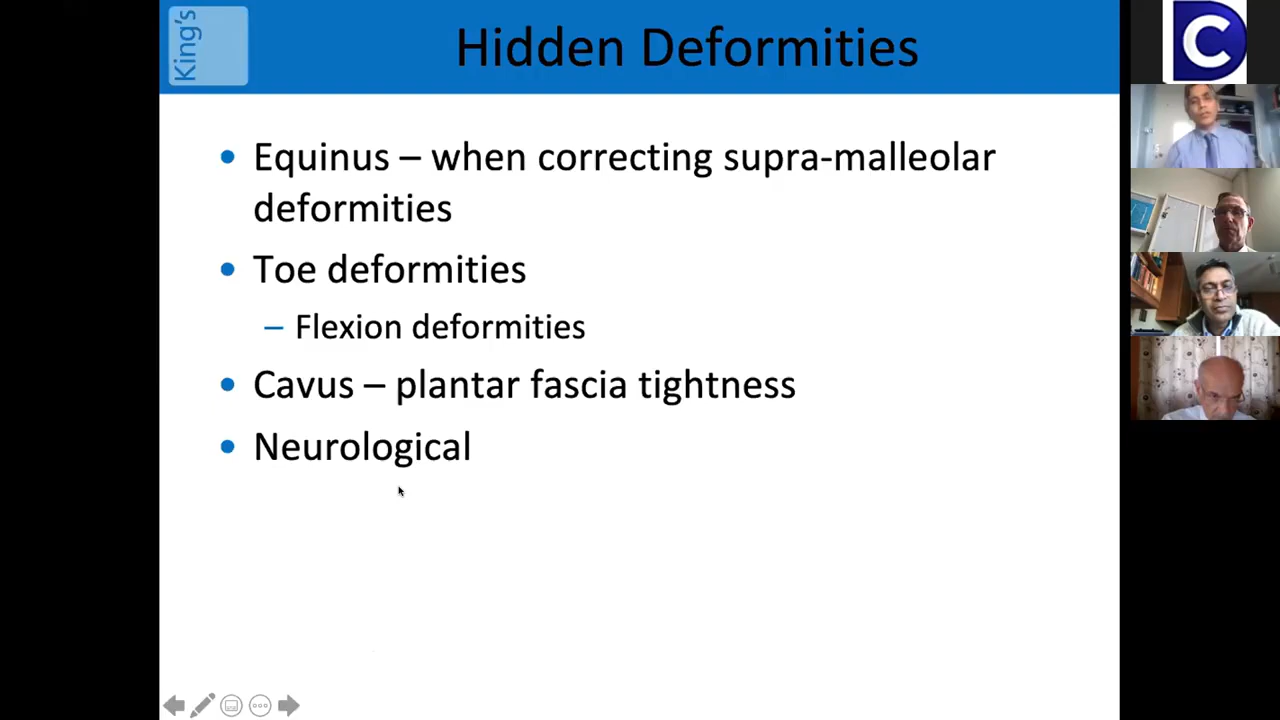 King's
Hidden Deformities
• Equinus – when correcting supra-malleolar
deformities
• Toe deformities
– Flexion deformities
• Cavus – plantar fascia tightness
• Neurological
C